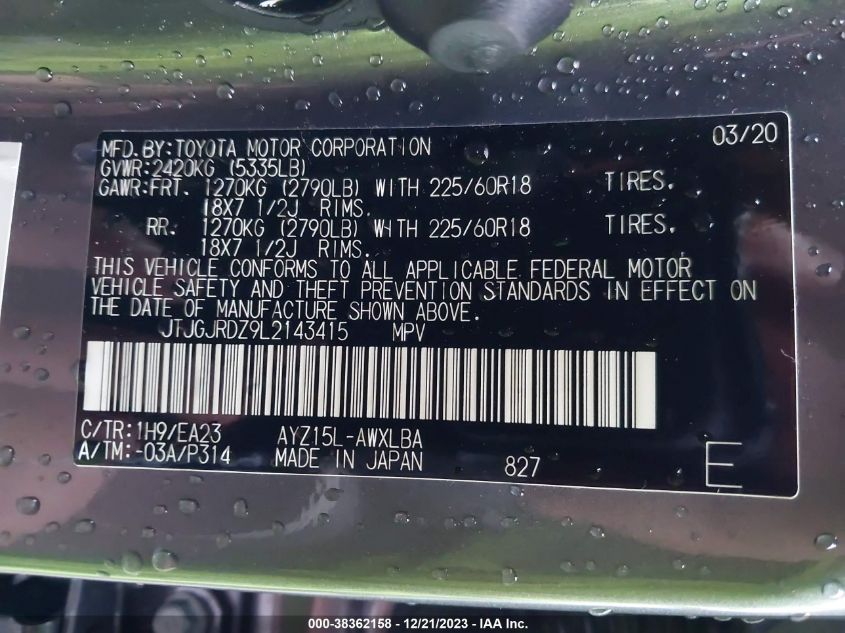 MFD.BY:TOYOTA MOTOR CORPORATION 03/20
GVWR:2420KG (5335LB)
GAWR:FRT. 1270KG (2790LB) WITH 225/60R18 TIRES.
18X7 1/2J RIMS.
RR. 1270KG (2790LB) WITH 225/60R18 TIRES.
18X7 1/2J RIMS.
THIS VEHICLE CONFORMS TO ALL APPLICABLE FEDERAL MOTOR
VEHICLE SAFETY AND THEFT PREVENTION STANDARDS IN EFFECT ON
THE DATE OF MANUFACTURE SHOWN ABOVE.
JTJGJRDZ9L2143415 MPV
C/TR:1H9/EA23 AYZ15L-AWXLBA
A/TM:-03A/P314 MADE IN JAPAN 827 E
000-38362158 - 12/21/2023 - IAA Inc.